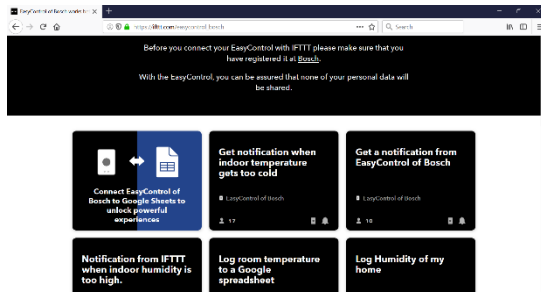 EasyControl of Bosch works bet
https://ifttt.com/easycontrol_bosch
Search
Before you connect your EasyControl with IFTTT please make sure that you
have registered it at Bosch.
With the EasyControl, you can be assured that none of your personal data will
be shared.
Connect EasyControl of
Bosch to Google Sheets to
unlock powerful
experiences
Get notification when
indoor temperature
gets too cold
EasyControl of Bosch
17
Get a notification from
EasyControl of Bosch
EasyControl of Bosch
10
Notification from IFTTT
when indoor humidity is
too high.
Log room temperature
to a Google
spreadsheet
Log Humidity of my
home